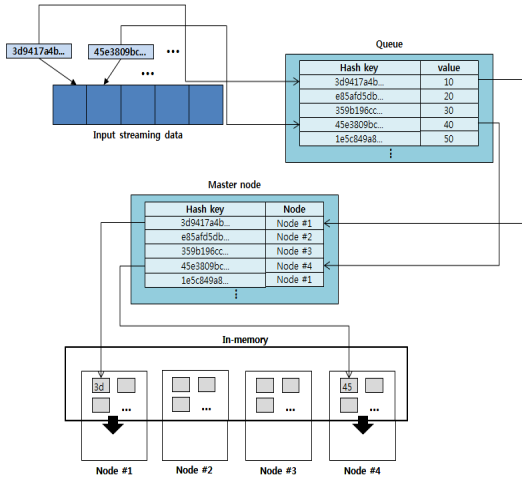 Queue
3d9417a4b... 45e3809bc... ...
...
Input streaming data
Hash key value
3d9417a4b... 10
e85afd5db... 20
359b196cc... 30
45e3809bc... 40
1e5c849a8... 50
⋮
Master node
Hash key Node
3d9417a4b... Node #1
e85afd5db... Node #2
359b196cc... Node #3
45e3809bc... Node #4
1e5c849a8... Node #1
⋮
In-memory
3d 45
... ... ... ...
Node #1 Node #2 Node #3 Node #4